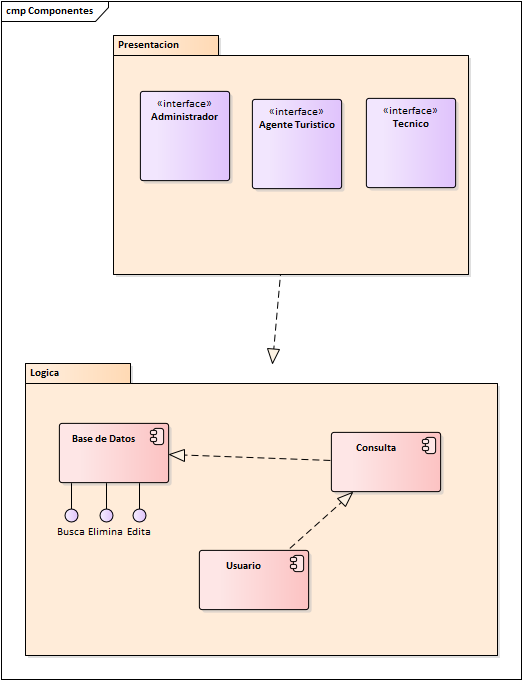 cmp Componentes
Presentacion
«interface»
Administrador
«interface»
Agente Turistico
«interface»
Tecnico
Logica
Base de Datos
Consulta
Busca
Elimina
Edita
Usuario